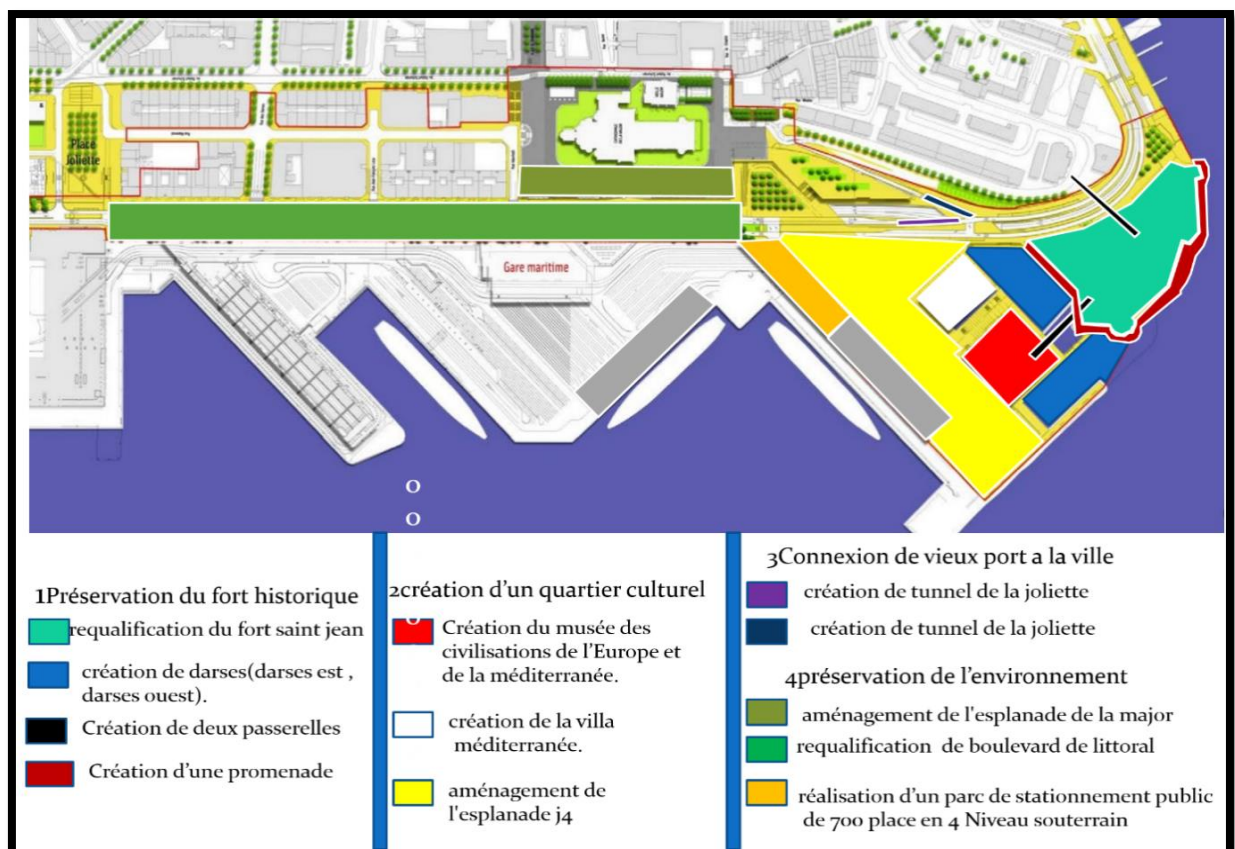 Place
Joliette
Gare maritime
O
O
1Préservation du fort historique
requalification du fort saint jean
création de darses(darses est ,
darses ouest).
Création de deux passerelles
Création d'une promenade
2création d'un quartier culturel
O
Création du musée des
civilisations de l'Europe et
de la méditerranée.
création de la villa
méditerranée.
aménagement de
l'esplanade j4
3Connexion de vieux port a la ville
création de tunnel de la joliette
création de tunnel de la joliette
4préservation de l'environnement
aménagement de l'esplanade de la major
requalification de boulevard de littoral
réalisation d'un parc de stationnement public
de 700 place en 4 Niveau souterrain